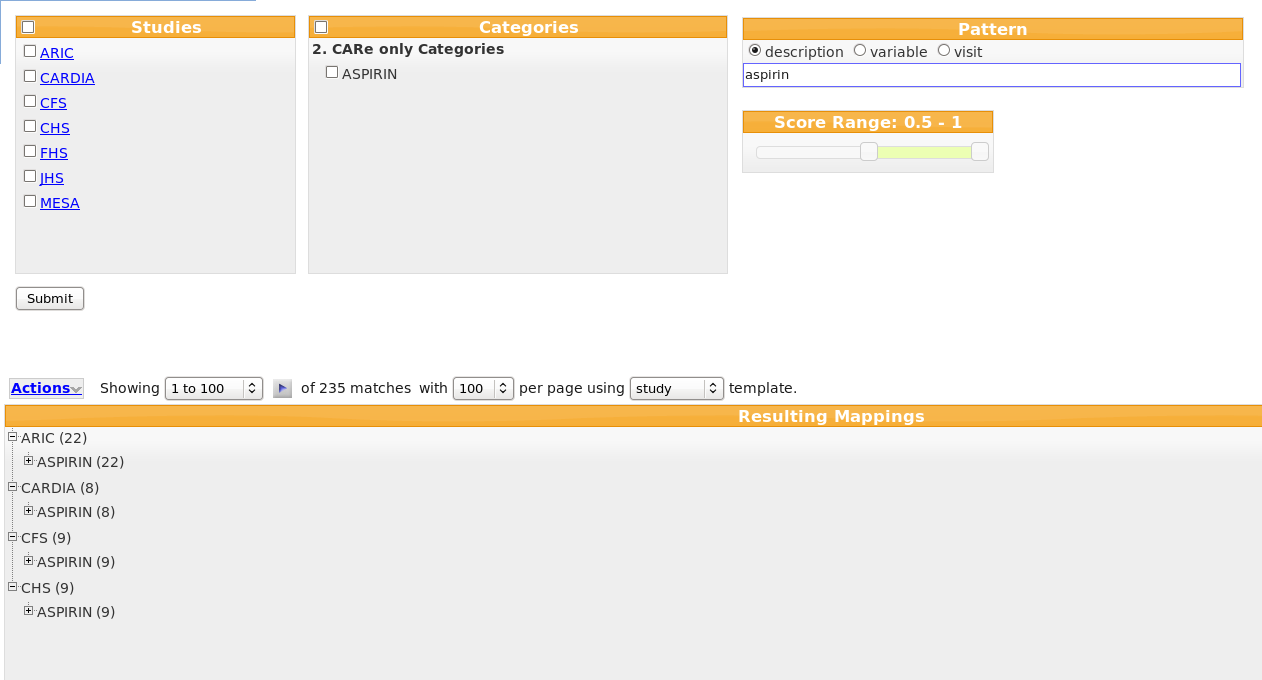 Studies
ARIC
CARDIA
CFS
CHS
FHS
JHS
MESA
Categories
2. CARe only Categories
ASPIRIN
Pattern
description variable visit
aspirin
Score Range: 0.5 - 1
Submit
Actions Showing 1 to 100 of 235 matches with 100 per page using study template.
Resulting Mappings
ARIC (22)
ASPIRIN (22)
CARDIA (8)
ASPIRIN (8)
CFS (9)
ASPIRIN (9)
CHS (9)
ASPIRIN (9)